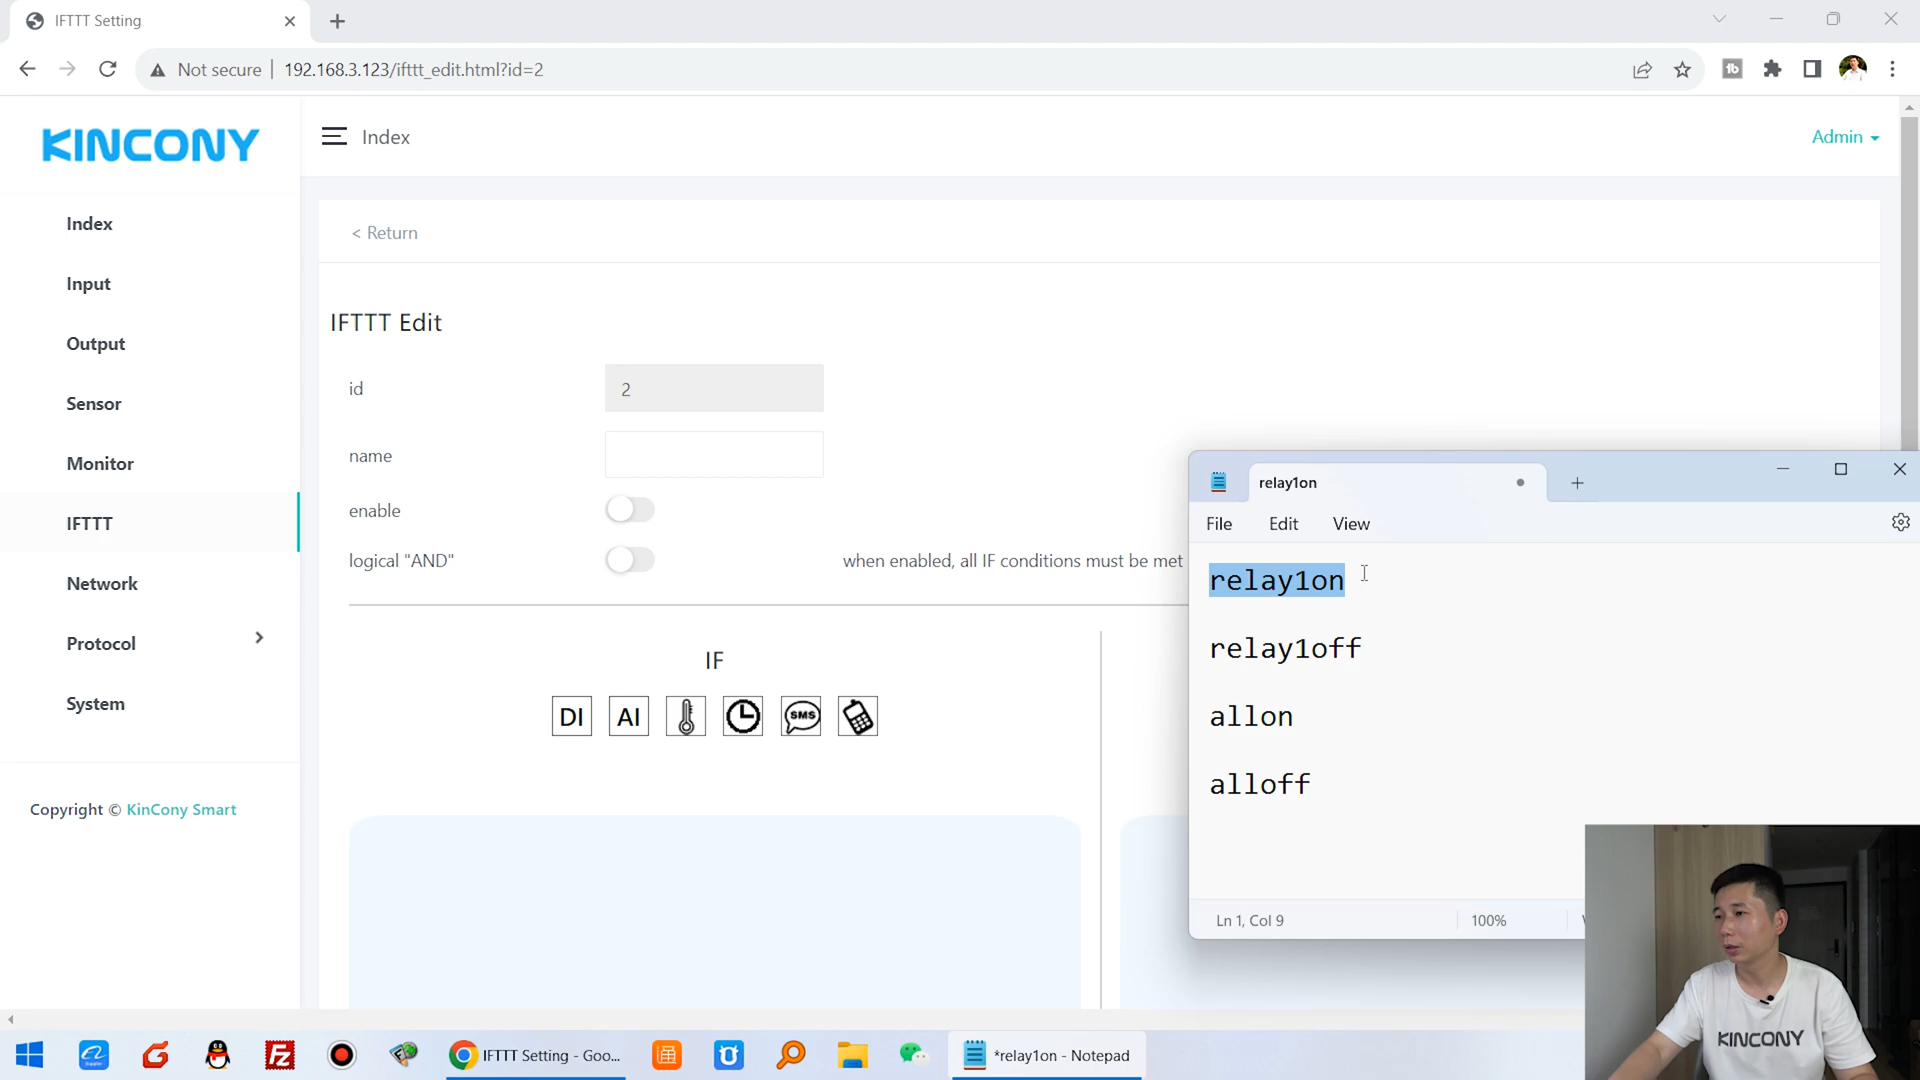 IFTTT Setting
Not secure
192.168.3.123/ifttt_edit.html?id=2
KINCONY
Index
Admin
Index
Input
Output
Sensor
Monitor
IFTTT
Network
Protocol
System
Copyright © KinCony Smart
< Return
IFTTT Edit
id
2
name
enable
logical "AND"
when enabled, all IF conditions must be met
IF
DI
AI
SMS
relay1on
File
Edit
View
relay1on
relay1off
allon
alloff
Ln 1, Col 9
100%
KINCONY
IFTTT Setting - Goo...
*relay1on - Notepad